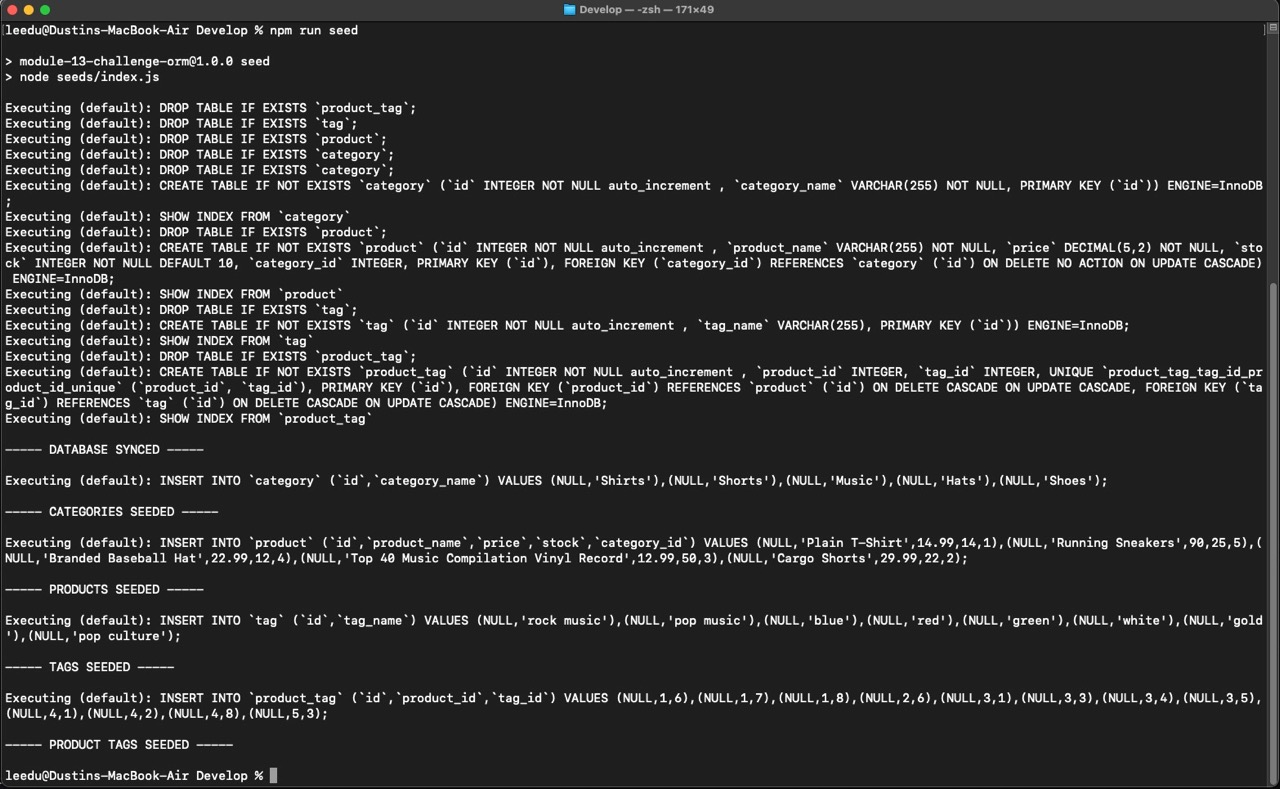 Develop — -zsh — 171×49
leedu@Dustins-MacBook-Air Develop % npm run seed
> module-13-challenge-orm@1.0.0 seed
> node seeds/index.js
Executing (default): DROP TABLE IF EXISTS `product_tag`;
Executing (default): DROP TABLE IF EXISTS `tag`;
Executing (default): DROP TABLE IF EXISTS `product`;
Executing (default): DROP TABLE IF EXISTS `category`;
Executing (default): DROP TABLE IF EXISTS `category`;
Executing (default): CREATE TABLE IF NOT EXISTS `category` (`id` INTEGER NOT NULL auto_increment , `category_name` VARCHAR(255) NOT NULL, PRIMARY KEY (`id`)) ENGINE=InnoDB
;
Executing (default): SHOW INDEX FROM `category`
Executing (default): DROP TABLE IF EXISTS `product`;
Executing (default): CREATE TABLE IF NOT EXISTS `product` (`id` INTEGER NOT NULL auto_increment , `product_name` VARCHAR(255) NOT NULL, `price` DECIMAL(5,2) NOT NULL, `sto
ck` INTEGER NOT NULL DEFAULT 10, `category_id` INTEGER, PRIMARY KEY (`id`), FOREIGN KEY (`category_id`) REFERENCES `category` (`id`) ON DELETE NO ACTION ON UPDATE CASCADE)
ENGINE=InnoDB;
Executing (default): SHOW INDEX FROM `product`
Executing (default): DROP TABLE IF EXISTS `tag`;
Executing (default): CREATE TABLE IF NOT EXISTS `tag` (`id` INTEGER NOT NULL auto_increment , `tag_name` VARCHAR(255), PRIMARY KEY (`id`)) ENGINE=InnoDB;
Executing (default): SHOW INDEX FROM `tag`
Executing (default): DROP TABLE IF EXISTS `product_tag`;
Executing (default): CREATE TABLE IF NOT EXISTS `product_tag` (`id` INTEGER NOT NULL auto_increment , `product_id` INTEGER, `tag_id` INTEGER, UNIQUE `product_tag_tag_id_pr
oduct_id_unique` (`product_id`, `tag_id`), PRIMARY KEY (`id`), FOREIGN KEY (`product_id`) REFERENCES `product` (`id`) ON DELETE CASCADE ON UPDATE CASCADE, FOREIGN KEY (`ta
g_id`) REFERENCES `tag` (`id`) ON DELETE CASCADE ON UPDATE CASCADE) ENGINE=InnoDB;
Executing (default): SHOW INDEX FROM `product_tag`
----- DATABASE SYNCED -----
Executing (default): INSERT INTO `category` (`id`,`category_name`) VALUES (NULL,'Shirts'),(NULL,'Shorts'),(NULL,'Music'),(NULL,'Hats'),(NULL,'Shoes');
----- CATEGORIES SEEDED -----
Executing (default): INSERT INTO `product` (`id`,`product_name`,`price`,`stock`,`category_id`) VALUES (NULL,'Plain T-Shirt',14.99,14,1),(NULL,'Running Sneakers',90,25,5),(
NULL,'Branded Baseball Hat',22.99,12,4),(NULL,'Top 40 Music Compilation Vinyl Record',12.99,50,3),(NULL,'Cargo Shorts',29.99,22,2);
----- PRODUCTS SEEDED -----
Executing (default): INSERT INTO `tag` (`id`,`tag_name`) VALUES (NULL,'rock music'),(NULL,'pop music'),(NULL,'blue'),(NULL,'red'),(NULL,'green'),(NULL,'white'),(NULL,'gold
'),(NULL,'pop culture');
----- TAGS SEEDED -----
Executing (default): INSERT INTO `product_tag` (`id`,`product_id`,`tag_id`) VALUES (NULL,1,6),(NULL,1,7),(NULL,1,8),(NULL,2,6),(NULL,3,1),(NULL,3,3),(NULL,3,4),(NULL,3,5),
(NULL,4,1),(NULL,4,2),(NULL,4,8),(NULL,5,3);
----- PRODUCT TAGS SEEDED -----
leedu@Dustins-MacBook-Air Develop %